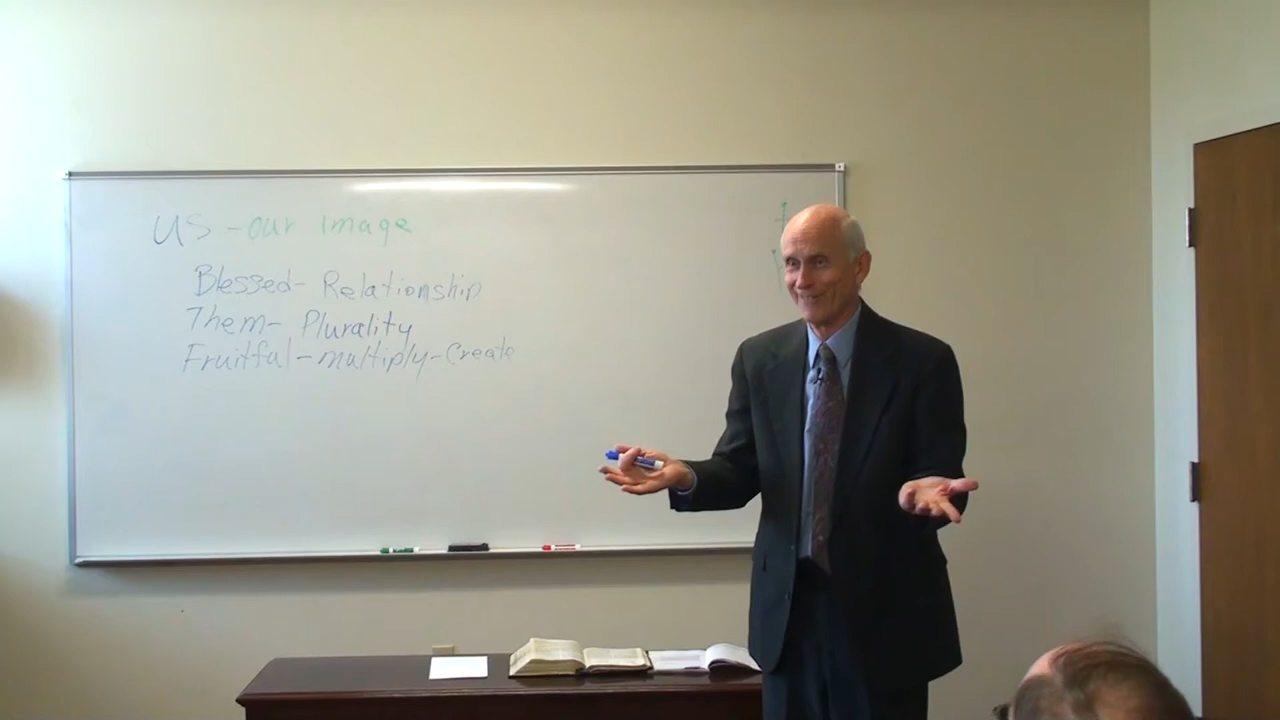 US - our image
Blessed - Relationship
Them - Plurality
Fruitful - multiply - Create